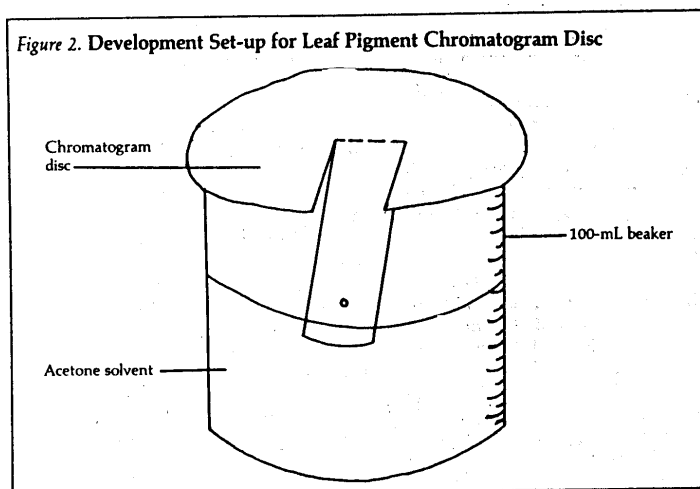 Figure 2. Development Set-up for Leaf Pigment Chromatogram Disc
Chromatogram
disc
100-mL beaker
Acetone solvent